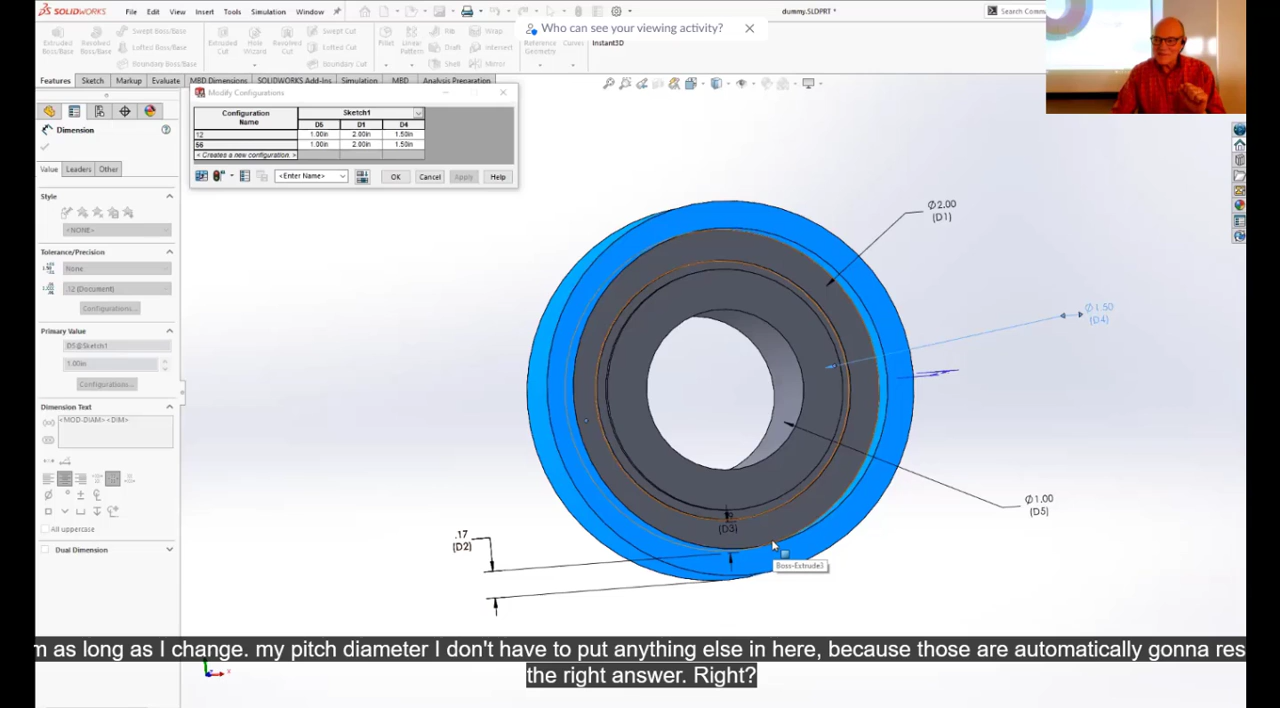 SOLIDWORKS File Edit View Insert Tools Simulation Window dummy.SLDPRT * Search Comm
Who can see your viewing activity?
Extruded Boss/Base
Revolved Boss/Base
Swept Boss/Base
Lofted Boss/Base
Boundary Boss/Base
Extruded Cut
Hole Wizard
Revolved Cut
Swept Cut
Lofted Cut
Boundary Cut
Fillet
Linear Pattern
Rib
Draft
Shell
Wrap
Intersect
Mirror
Reference Geometry
Curves
Instant3D
Features Sketch Markup Evaluate MBD Dimensions SOLIDWORKS Add-Ins Simulation MBD Analysis Preparation
Modify Configurations
Configuration Name Sketch1
D5 D1 D4
12 1.00in 2.00in 1.50in
56 1.00in 2.00in 1.50in
< Creates a new configuration. >
<Enter Name> OK Cancel Apply Help
Dimension
Value Leaders Other
Style
<NONE>
Tolerance/Precision
None
.12 (Document)
Configurations...
Primary Value
D5@Sketch1
1.00in
Configurations...
Dimension Text
<MOD-DIAM><DIM>
All uppercase
Dual Dimension
Ø2.00
(D1)
Ø1.50
(D4)
Ø1.00
(D5)
(D3)
.17
(D2)
Boss-Extrude3
m as long as I change. my pitch diameter I don't have to put anything else in here, because those are automatically gonna res
the right answer. Right?